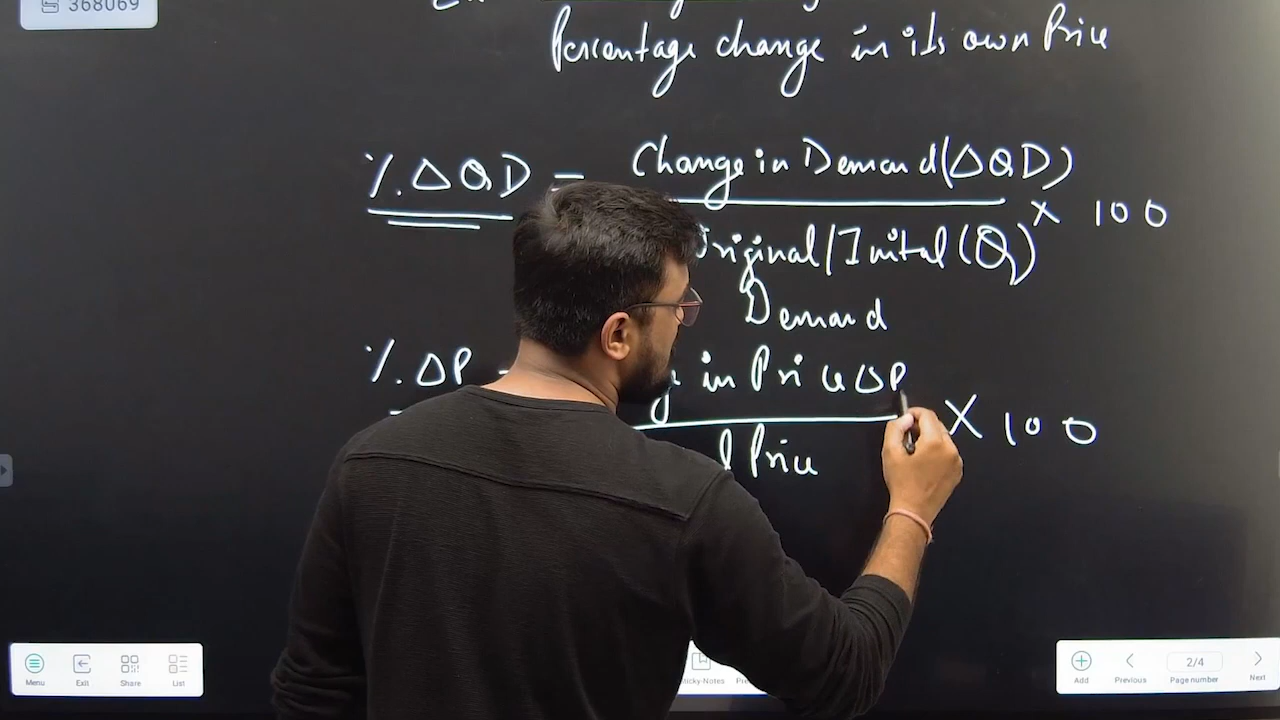 368069
Percentage change in its own Price
%. ΔQD = Change in Demand (ΔQD)
× 100
Original/Inital (Q)
Demand
%. ΔP in Price ΔP
× 100
Price
Menu Exit Share List
Sticky-Notes
Add Previous 2/4 Page number Next